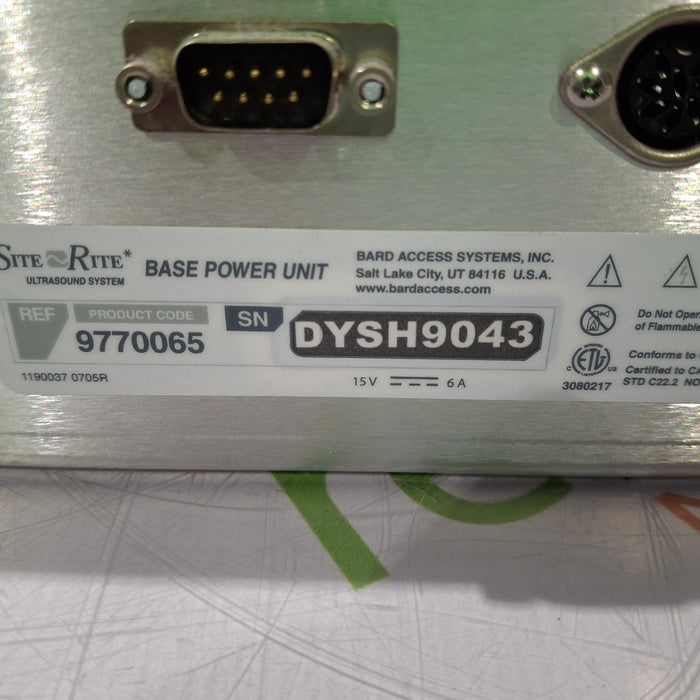 SITE RITE*
ULTRASOUND SYSTEM
BASE POWER UNIT
BARD ACCESS SYSTEMS, INC.
Salt Lake City, UT 84116 U.S.A.
www.bardaccess.com
REF
PRODUCT CODE
9770065
SN
DYSH9043
1190037 0705R
15V 6A
Do Not Oper
of Flammable
C ETL US
3080217
Conforms to
Certified to CA
STD C22.2 NO